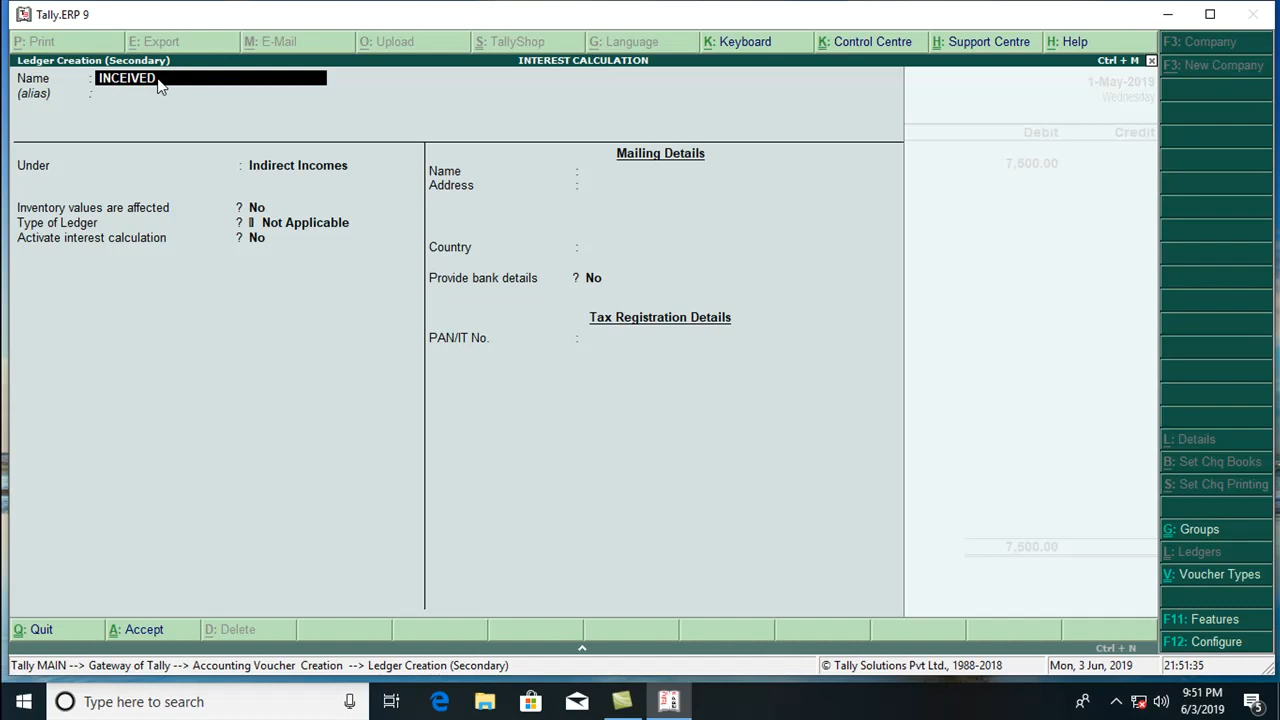 Tally.ERP 9
P: Print E: Export M: E-Mail O: Upload S: TallyShop G: Language K: Keyboard K: Control Centre H: Support Centre H: Help F3: Company
Ledger Creation (Secondary) INTEREST CALCULATION Ctrl + M F3: New Company
Name : INCEIVED 1-May-2019
(alias) : Wednesday
Debit Credit
Mailing Details
Under : Indirect Incomes 7,500.00
Name :
Address :
Inventory values are affected ? No
Type of Ledger ? Not Applicable
Activate interest calculation ? No
Country :
Provide bank details ? No
Tax Registration Details
PAN/IT No. :
L: Details
B: Set Chq Books
S: Set Chq Printing
G: Groups
7,500.00 L: Ledgers
V: Voucher Types
F11: Features
Q: Quit A: Accept D: Delete F12: Configure
Ctrl + N
Tally MAIN --> Gateway of Tally --> Accounting Voucher Creation --> Ledger Creation (Secondary) © Tally Solutions Pvt Ltd., 1988-2018 Mon, 3 Jun, 2019 21:51:35
Type here to search 9:51 PM
6/3/2019 5